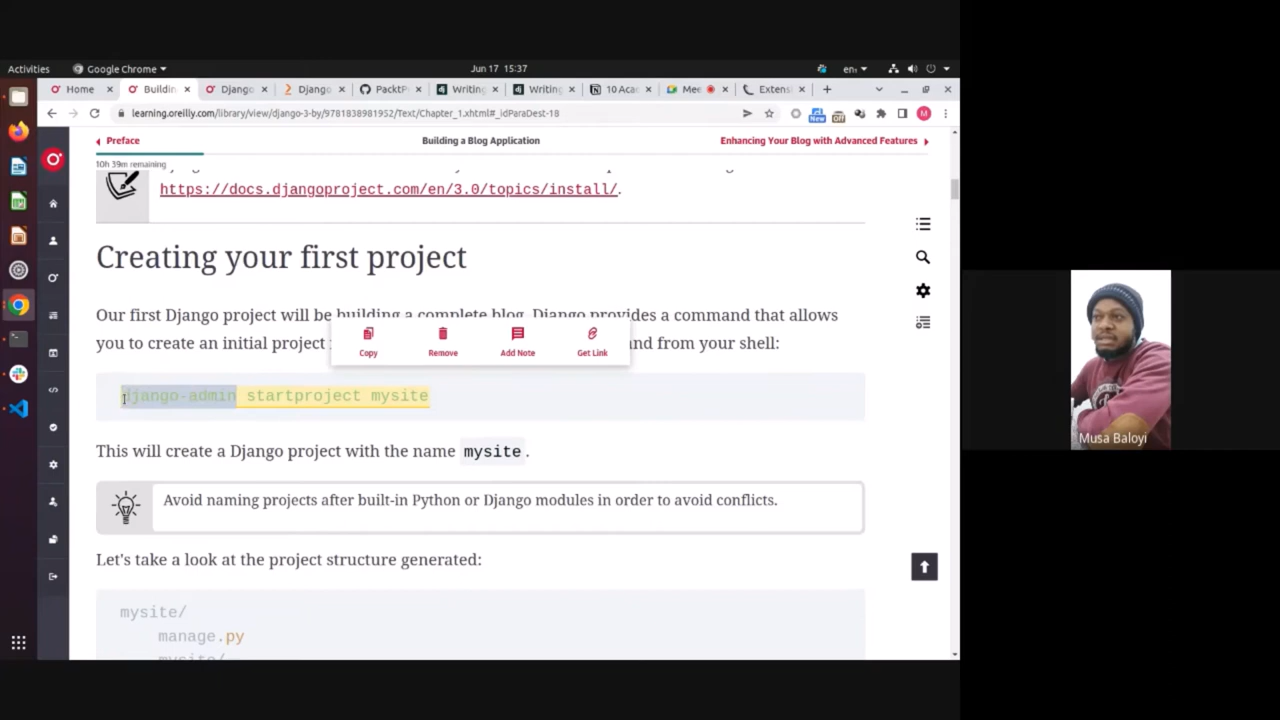 Activities
Google Chrome
Jun 17 15:37
en₁
Home
Buildin
Django
Django
PacktP
Writing
Writing
10 Aca
Mee
Extensi
learning.oreilly.com/library/view/django-3-by/9781838981952/Text/Chapter_1.xhtml#_idParaDest-18
New
Off
M
Preface
Building a Blog Application
Enhancing Your Blog with Advanced Features
10h 39m remaining
https://docs.djangoproject.com/en/3.0/topics/install/.
Creating your first project
Our first Django project will be building a complete blog. Django provides a command that allows
you to create an initial project
nd from your shell:
Copy
Remove
Add Note
Get Link
django-admin startproject mysite
This will create a Django project with the name mysite.
Avoid naming projects after built-in Python or Django modules in order to avoid conflicts.
Let's take a look at the project structure generated:
mysite/
manage.py
mysite/
Musa Baloyi